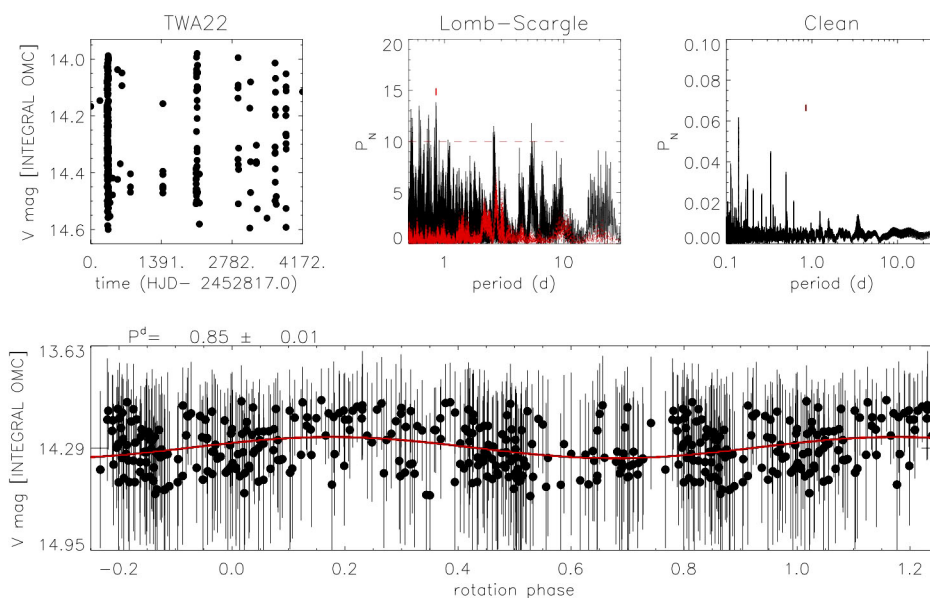 TWA22
Lomb-Scargle
Clean
V mag [INTEGRAL OMC]
14.0
14.2
14.4
14.6
0. 1391. 2782. 4172.
time (HJD- 2452817.0)
P_N
20
15
10
5
0
1 10
period (d)
P_N
0.10
0.08
0.06
0.04
0.02
0.00
0.1 1.0 10.0
period (d)
P^d= 0.85 ± 0.01
V mag [INTEGRAL OMC]
13.63
14.29
14.95
-0.2 0.0 0.2 0.4 0.6 0.8 1.0 1.2
rotation phase